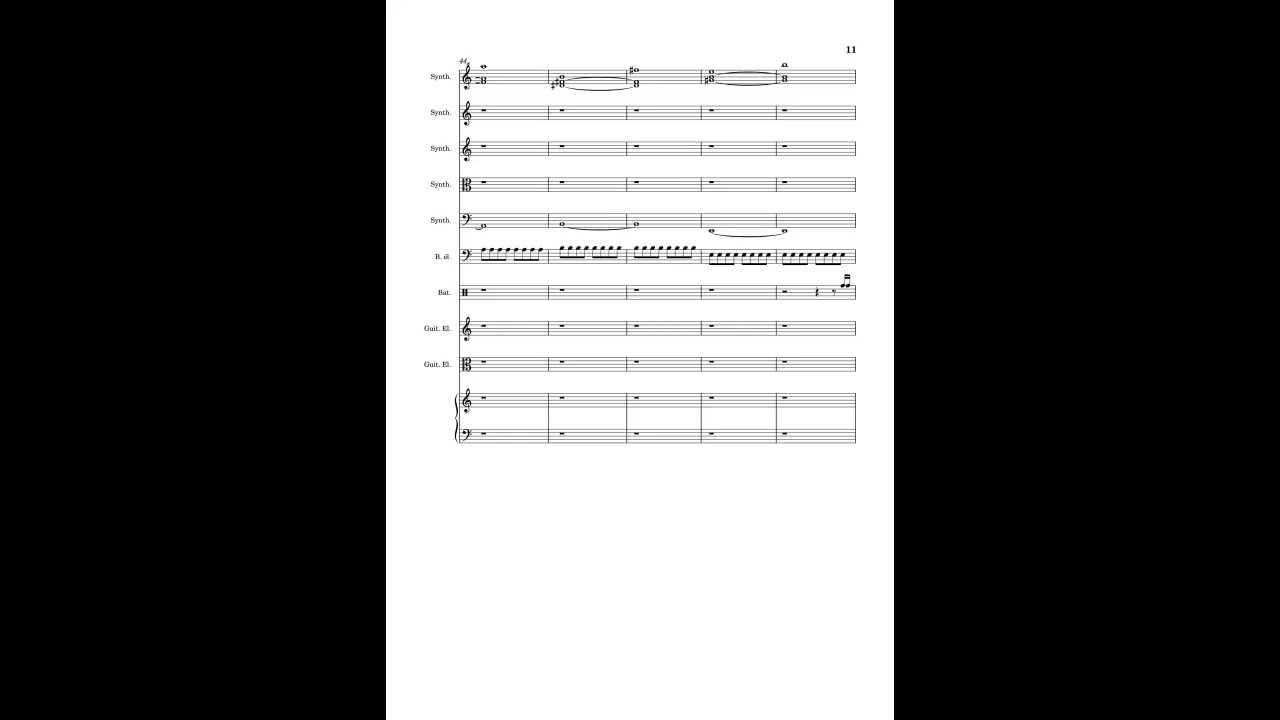 11
44
Synth.
Synth.
Synth.
Synth.
Synth.
B. él.
Bat.
Guit. El.
Guit. El.